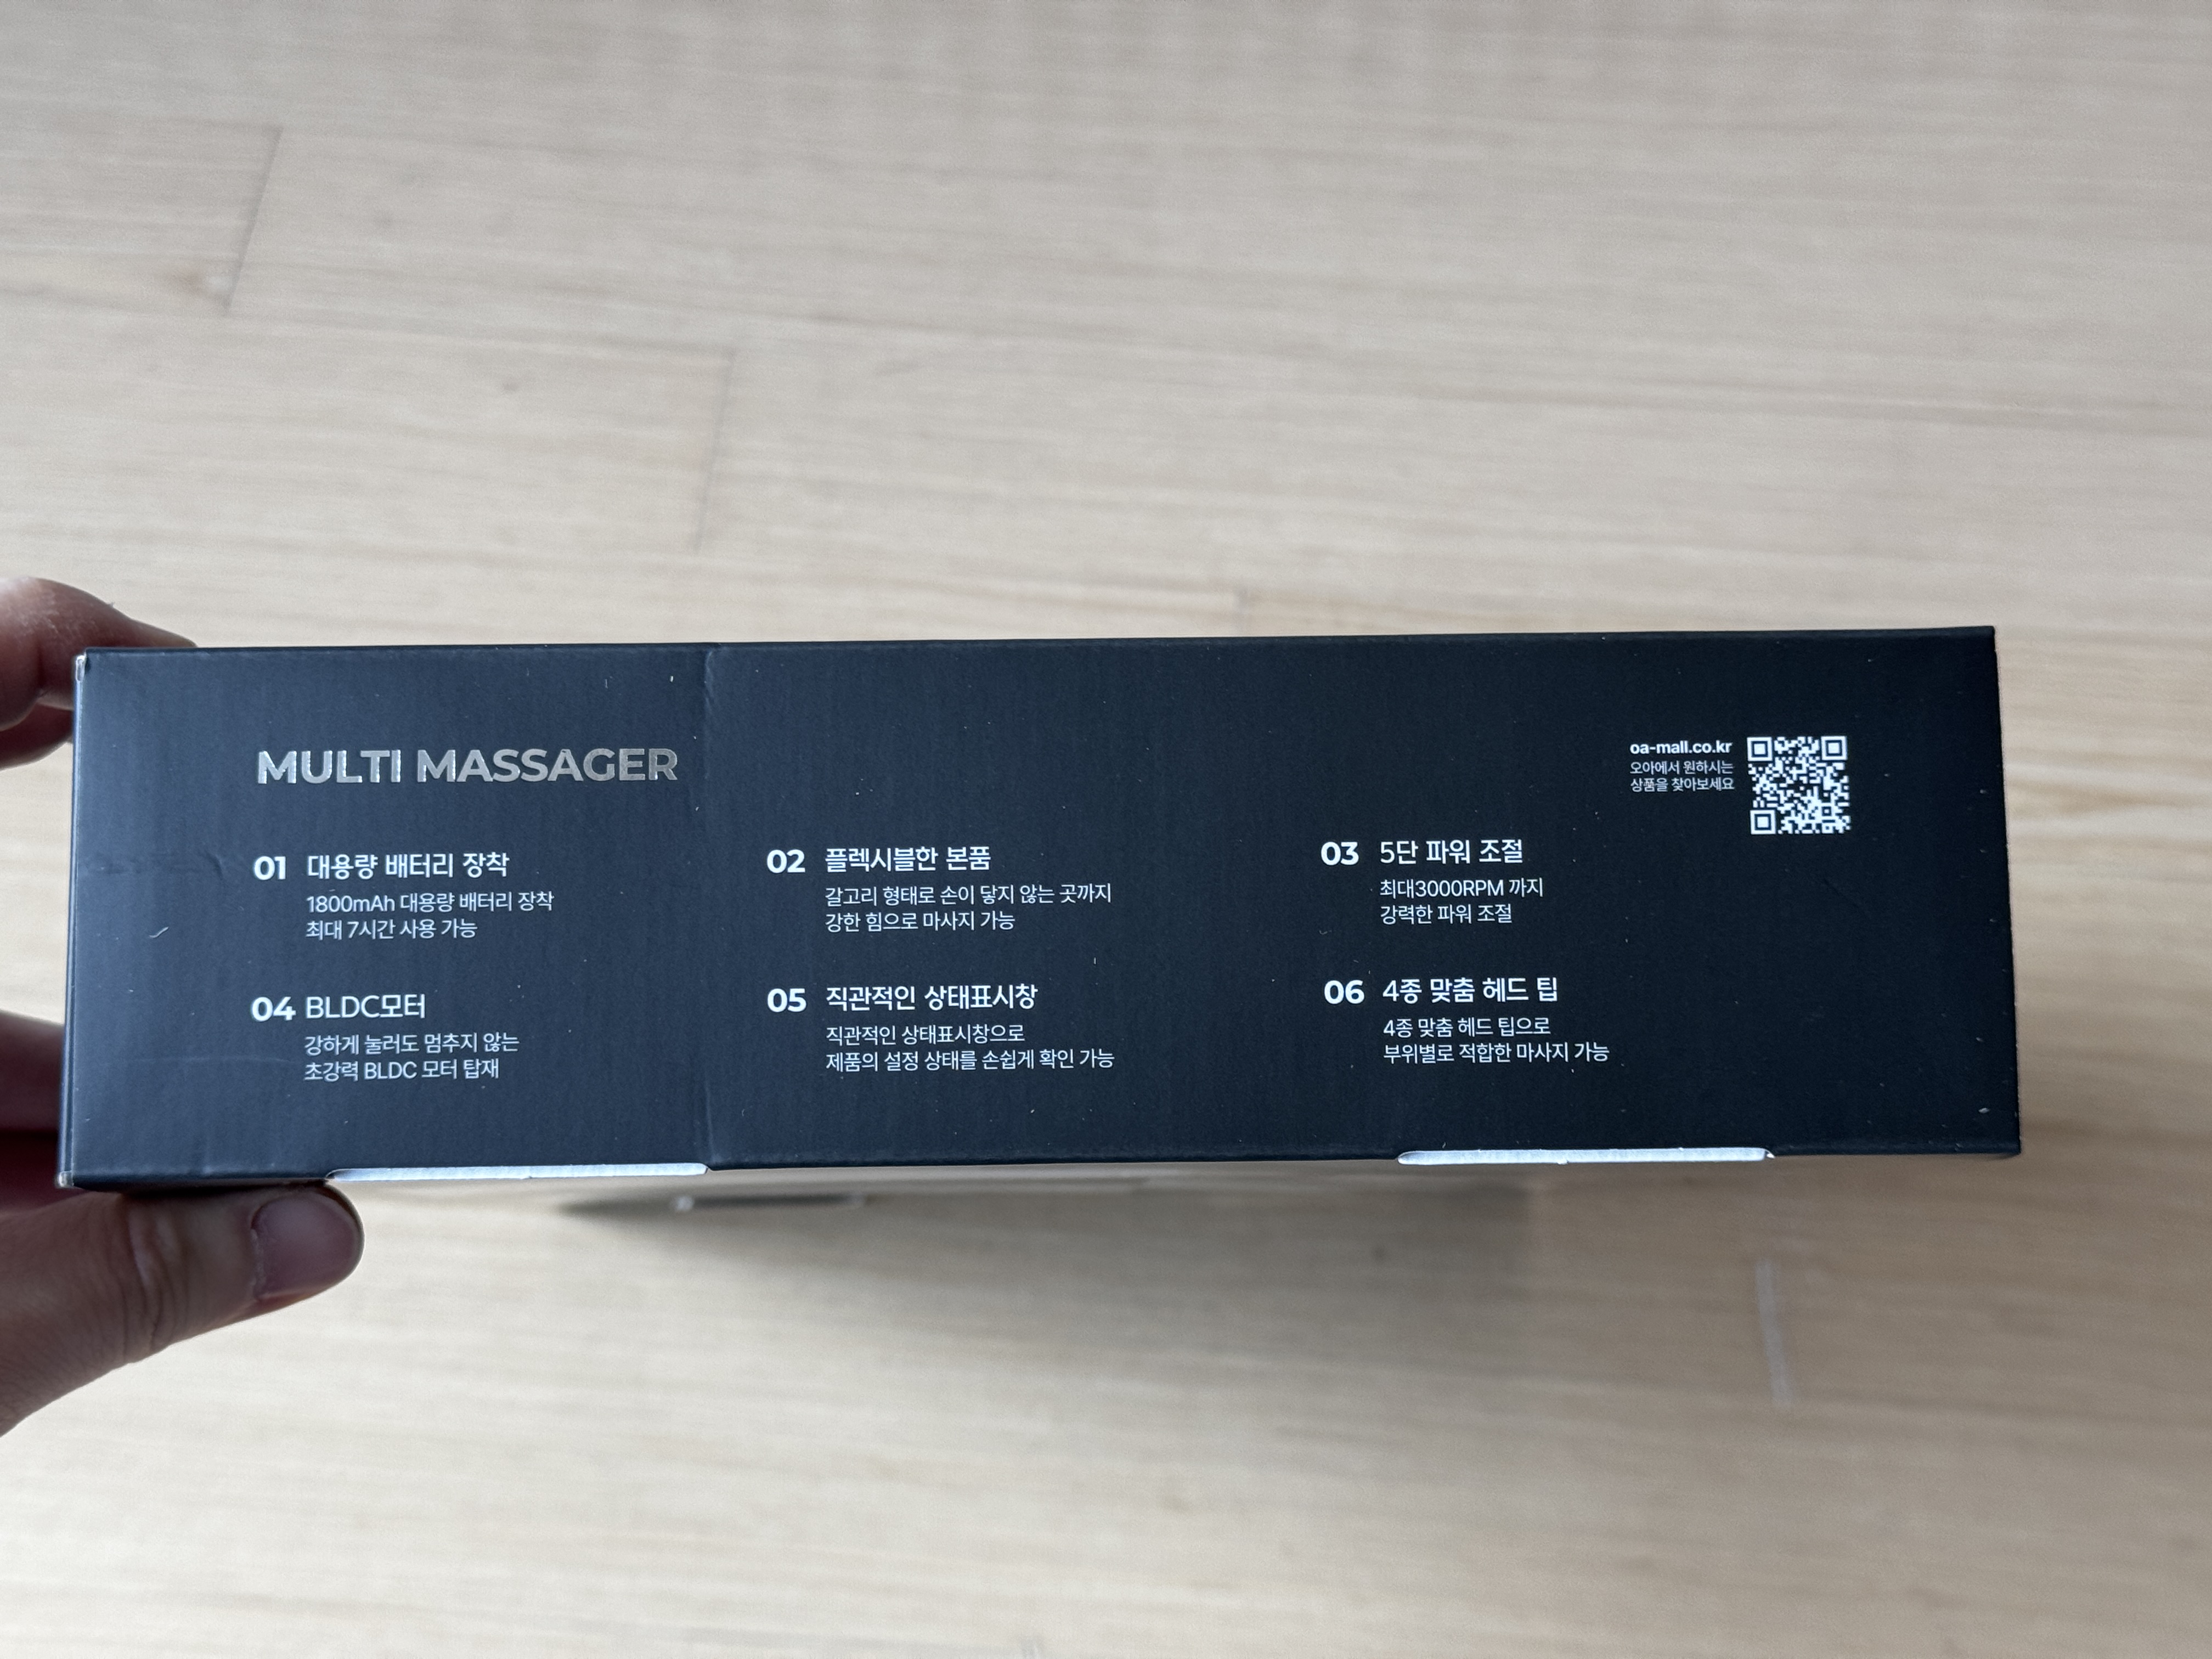 MULTI MASSAGER
oa-mall.co.kr
오아에서 원하시는
상품을 찾아보세요
01 대용량 배터리 장착
1800mAh 대용량 배터리 장착
최대 7시간 사용 가능
02 플렉시블한 본품
갈고리 형태로 손이 닿지 않는 곳까지
강한 힘으로 마사지 가능
03 5단 파워 조절
최대3000RPM 까지
강력한 파워 조절
04 BLDC모터
강하게 눌러도 멈추지 않는
초강력 BLDC 모터 탑재
05 직관적인 상태표시창
직관적인 상태표시창으로
제품의 설정 상태를 손쉽게 확인 가능
06 4종 맞춤 헤드 팁
4종 맞춤 헤드 팁으로
부위별로 적합한 마사지 가능